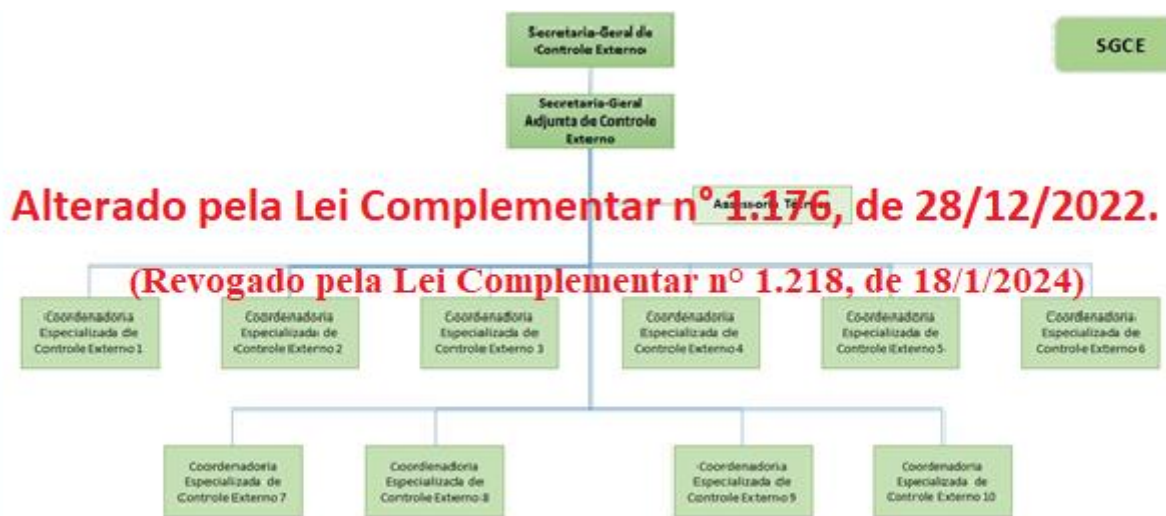 Secretaria-Geral de
Controle Externo
SGCE
Secretaria-Geral
Adjunta de Controle
Externo
Alterado pela Lei Complementar n° 1.176, de 28/12/2022.
Assessoria Técnica
(Revogado pela Lei Complementar n° 1.218, de 18/1/2024)
Coordenadoria
Especializada de
Controle Externo 1
Coordenadoria
Especializada de
Controle Externo 2
Coordenadoria
Especializada de
Controle Externo 3
Coordenadoria
Especializada de
Controle Externo 4
Coordenadoria
Especializada de
Controle Externo 5
Coordenadoria
Especializada de
Controle Externo 6
Coordenadoria
Especializada de
Controle Externo 7
Coordenadoria
Especializada de
Controle Externo 8
Coordenadoria
Especializada de
Controle Externo 9
Coordenadoria
Especializada de
Controle Externo 10